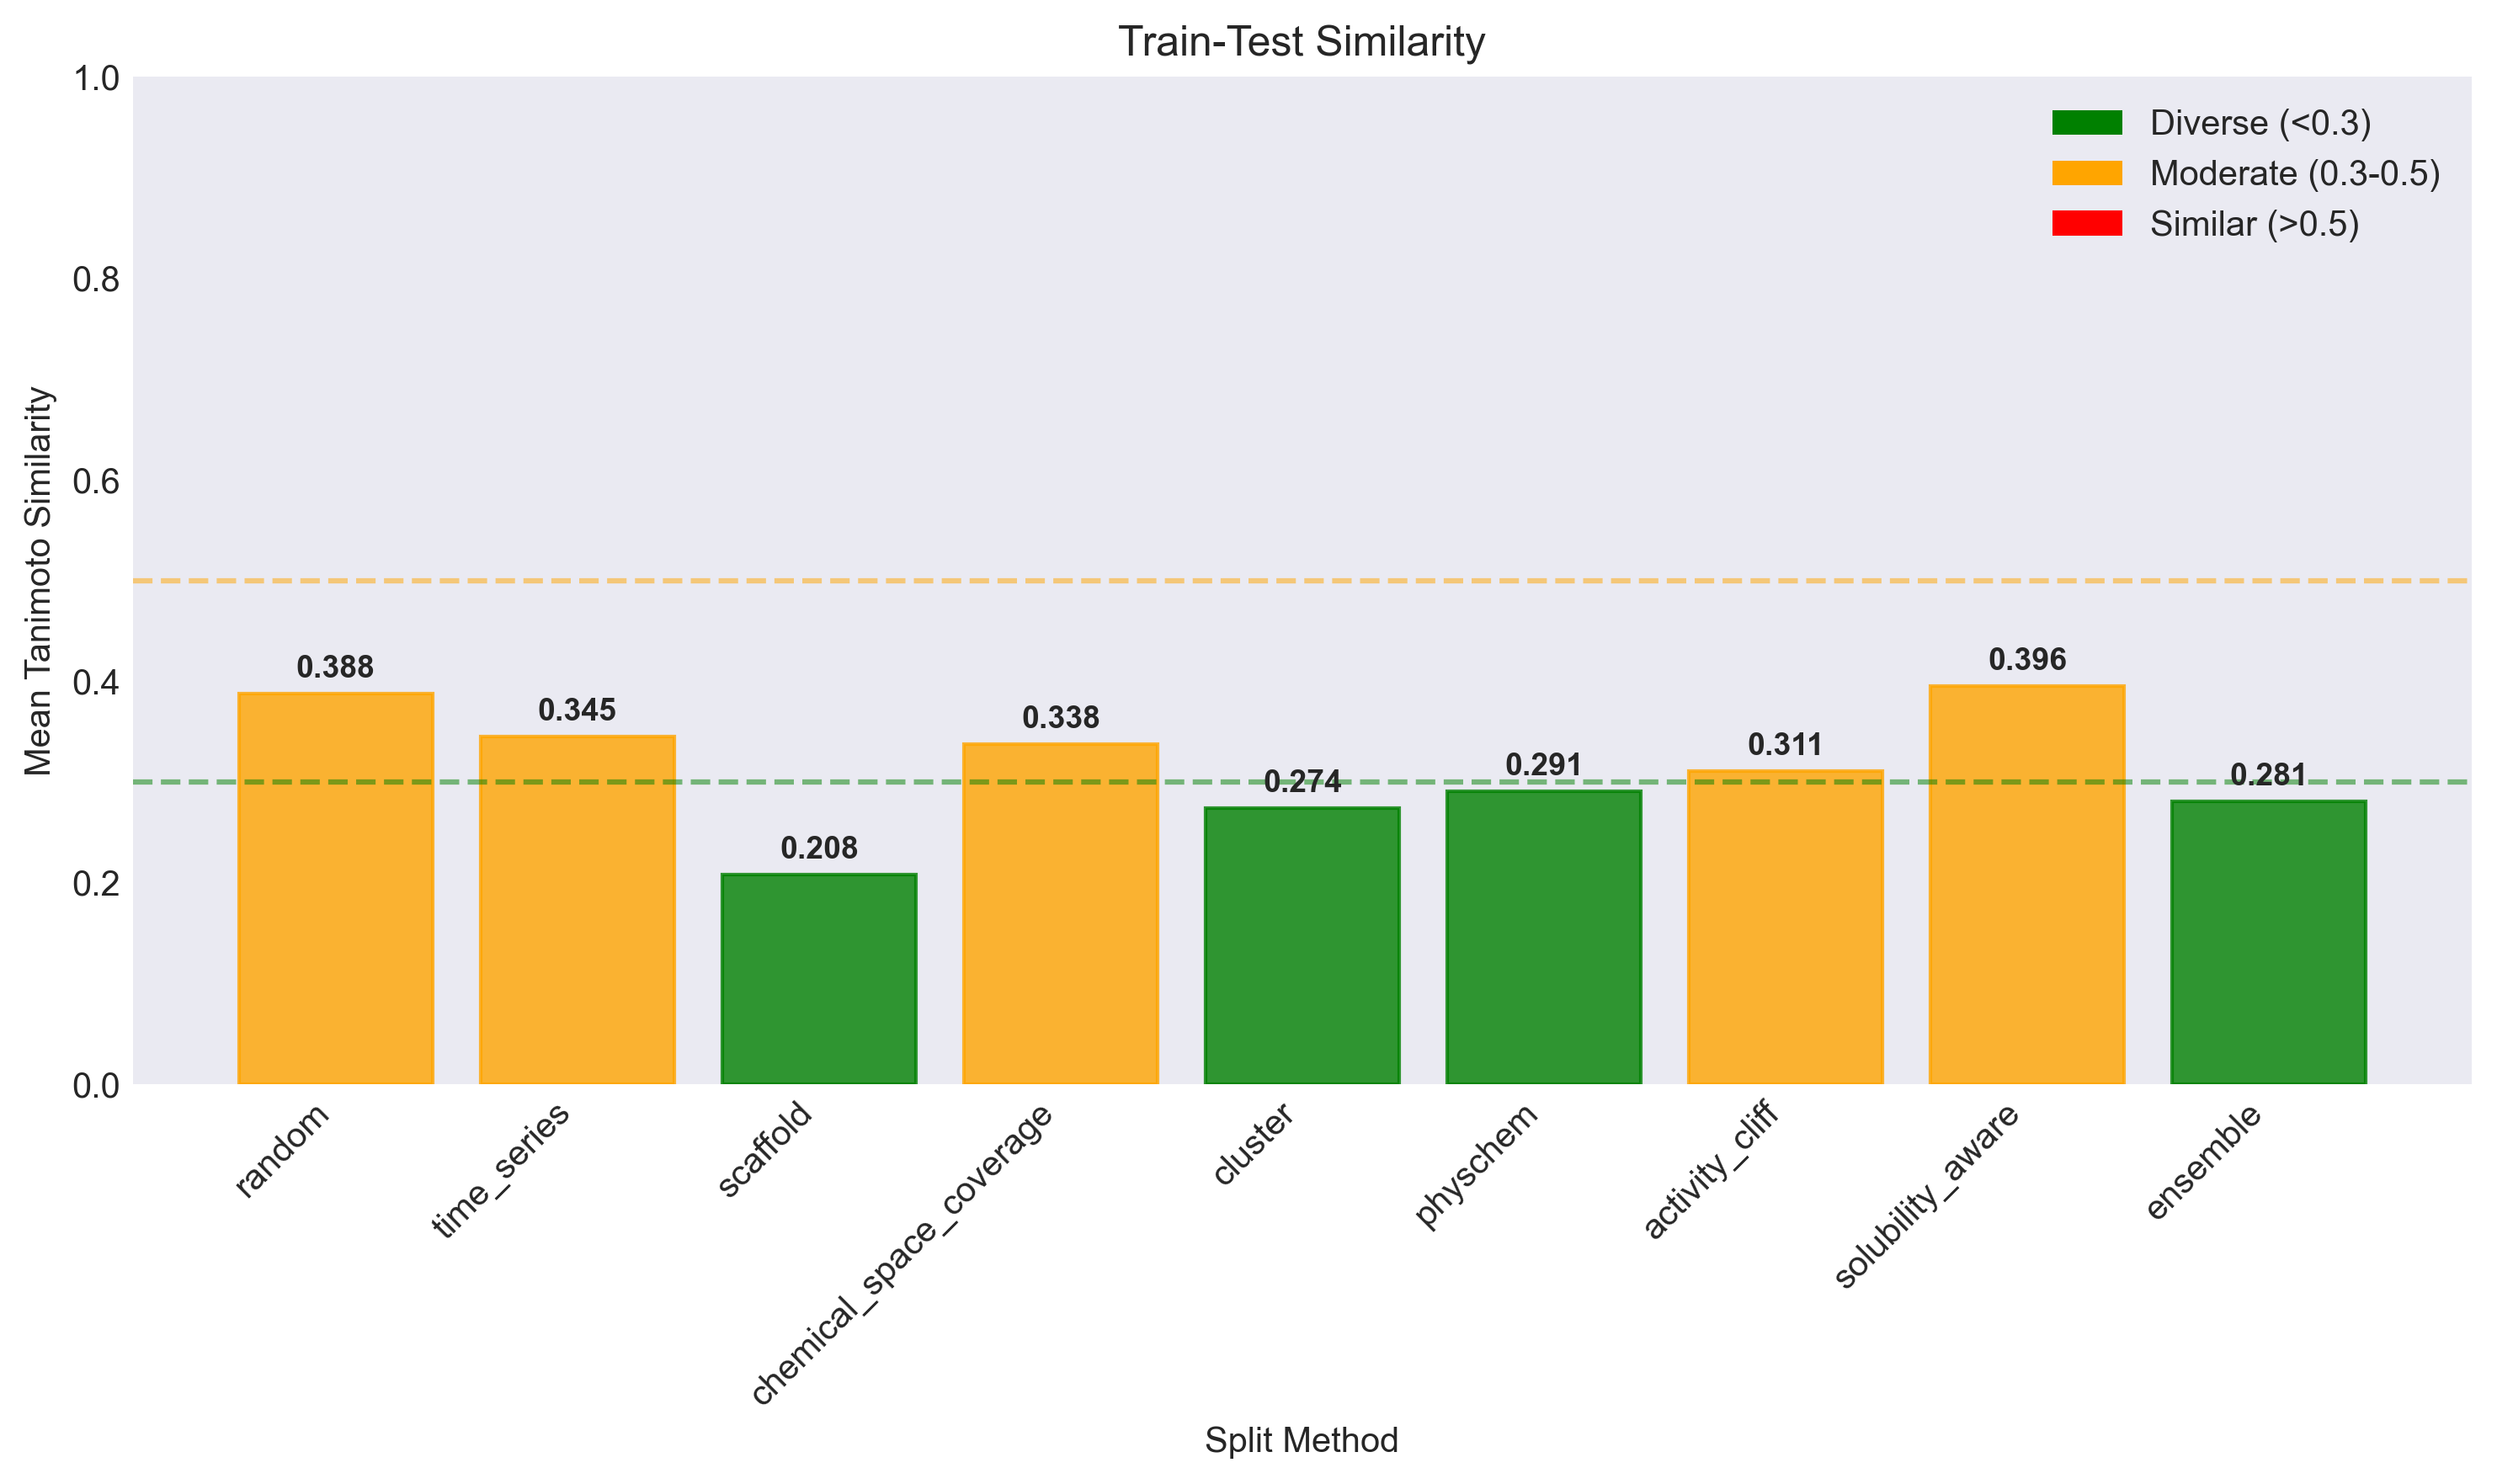 Train-Test Similarity
Mean Tanimoto Similarity
1.0
0.8
0.6
0.4
0.2
0.0
Diverse (<0.3)
Moderate (0.3-0.5)
Similar (>0.5)
0.388
0.345
0.208
0.338
0.274
0.291
0.311
0.396
0.281
random
time_series
scaffold
chemical_space_coverage
cluster
physchem
activity_cliff
solubility_aware
ensemble
Split Method